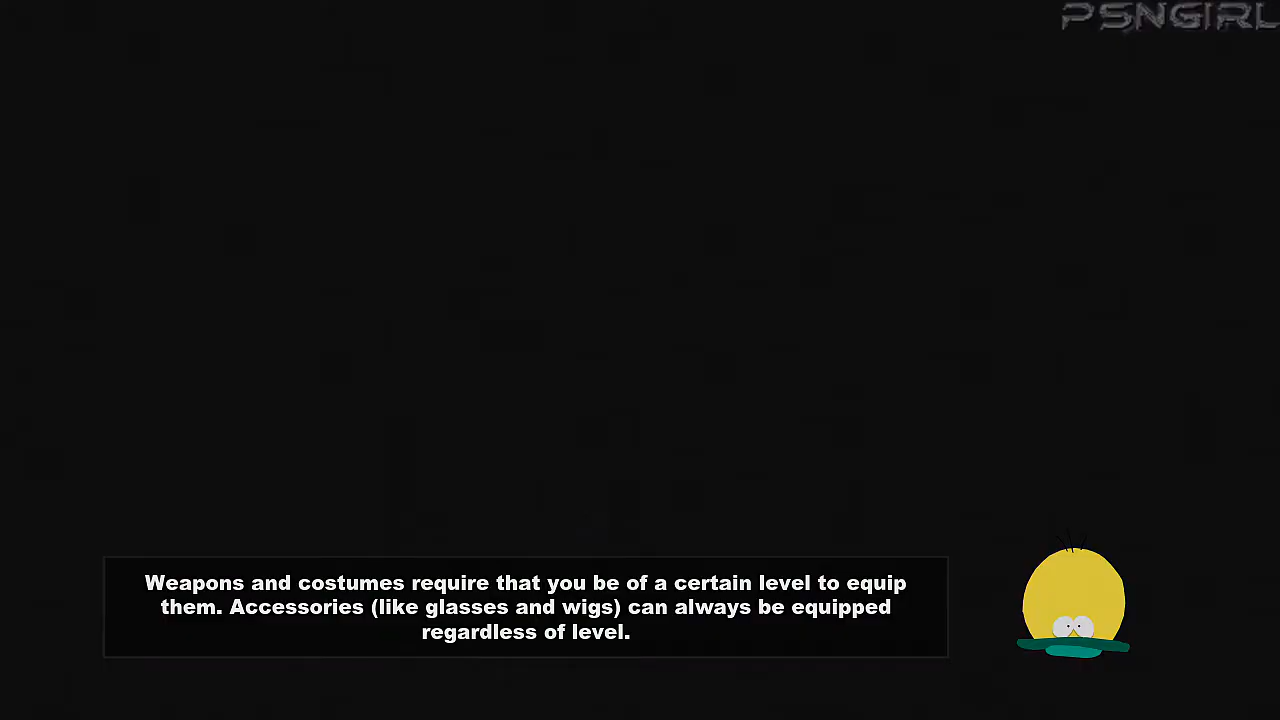 PSNGIRL
Weapons and costumes require that you be of a certain level to equip
them. Accessories (like glasses and wigs) can always be equipped
regardless of level.